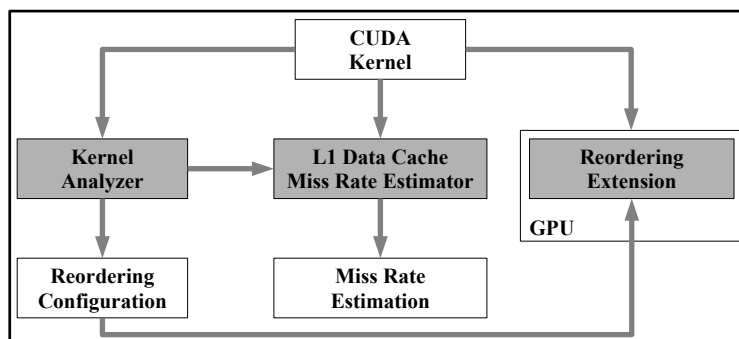 CUDA
Kernel
Kernel
Analyzer
L1 Data Cache
Miss Rate Estimator
Reordering
Extension
GPU
Reordering
Configuration
Miss Rate
Estimation